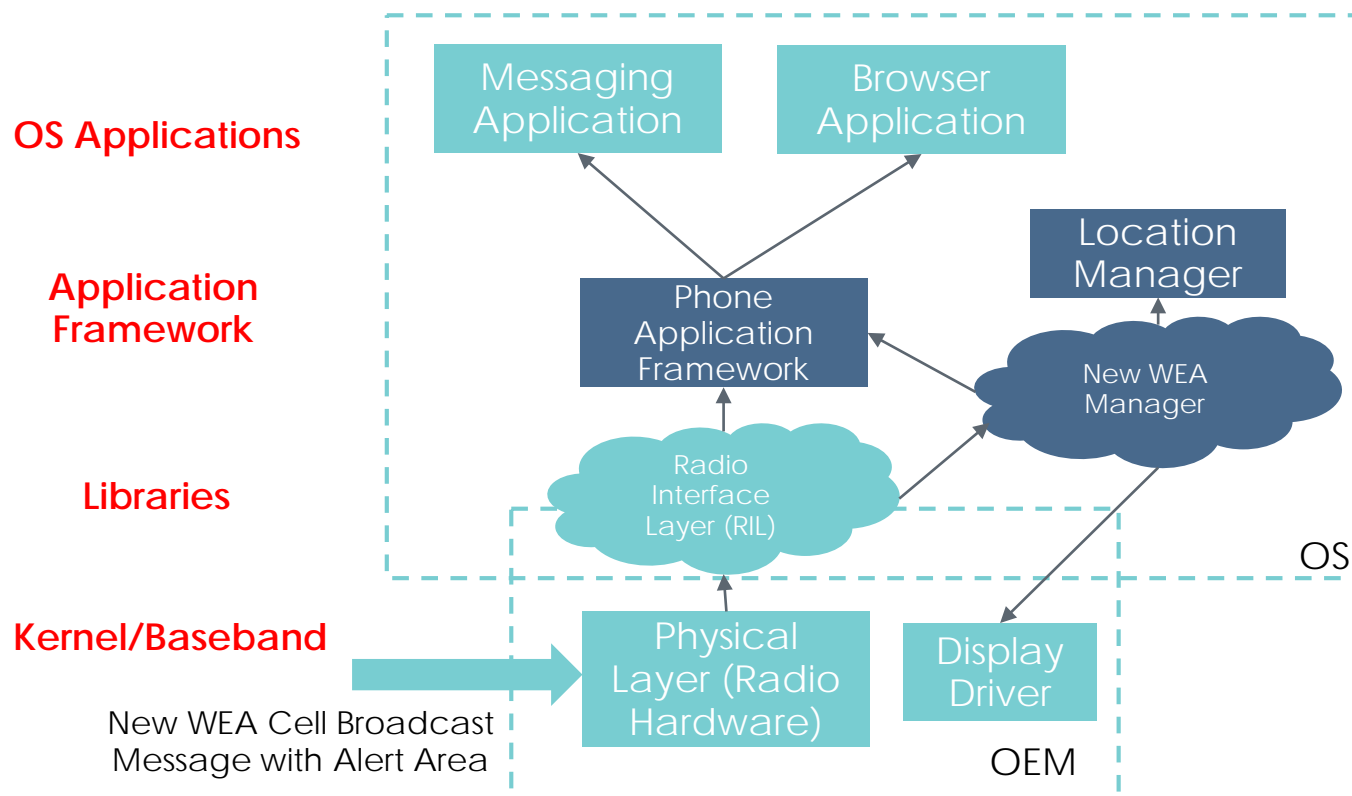 Messaging
Application
Browser
Application
OS Applications
Location
Manager
Application
Framework
Phone
Application
Framework
New WEA
Manager
Radio
Interface
Layer (RIL)
Libraries
OS
Kernel/Baseband
Physical
Layer (Radio
Hardware)
Display
Driver
New WEA Cell Broadcast
Message with Alert Area
OEM